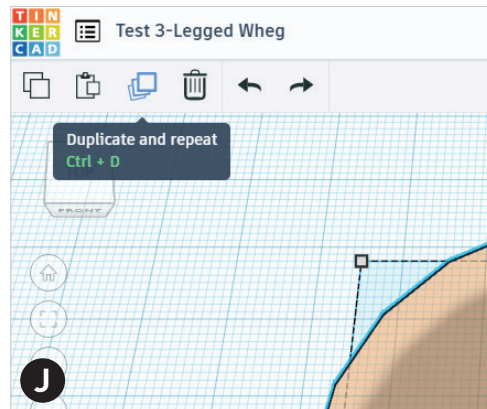 TIN
KER
CAD
Test 3-Legged Wheg
Duplicate and repeat
Ctrl + D
FRONT
J